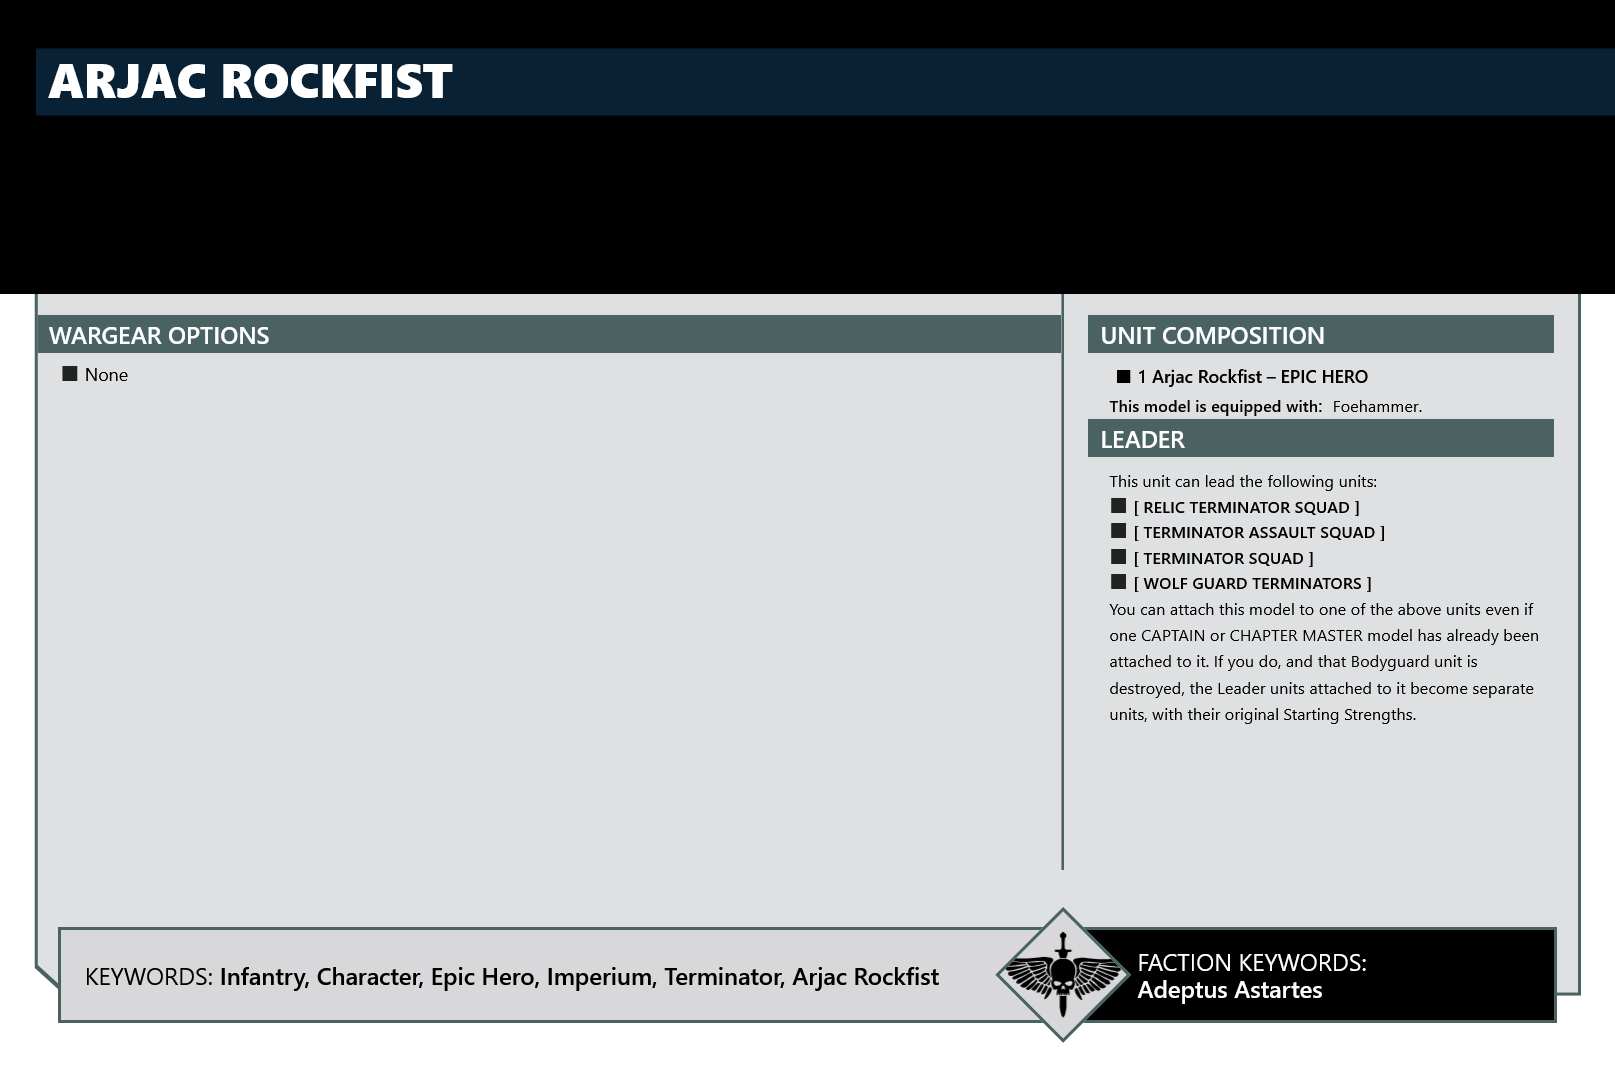 ARJAC ROCKFIST
WARGEAR OPTIONS
None
UNIT COMPOSITION
1 Arjac Rockfist – EPIC HERO
This model is equipped with: Foehammer.
LEADER
This unit can lead the following units:
[ RELIC TERMINATOR SQUAD ]
[ TERMINATOR ASSAULT SQUAD ]
[ TERMINATOR SQUAD ]
[ WOLF GUARD TERMINATORS ]
You can attach this model to one of the above units even if
one CAPTAIN or CHAPTER MASTER model has already been
attached to it. If you do, and that Bodyguard unit is
destroyed, the Leader units attached to it become separate
units, with their original Starting Strengths.
KEYWORDS: Infantry, Character, Epic Hero, Imperium, Terminator, Arjac Rockfist
FACTION KEYWORDS:
Adeptus Astartes